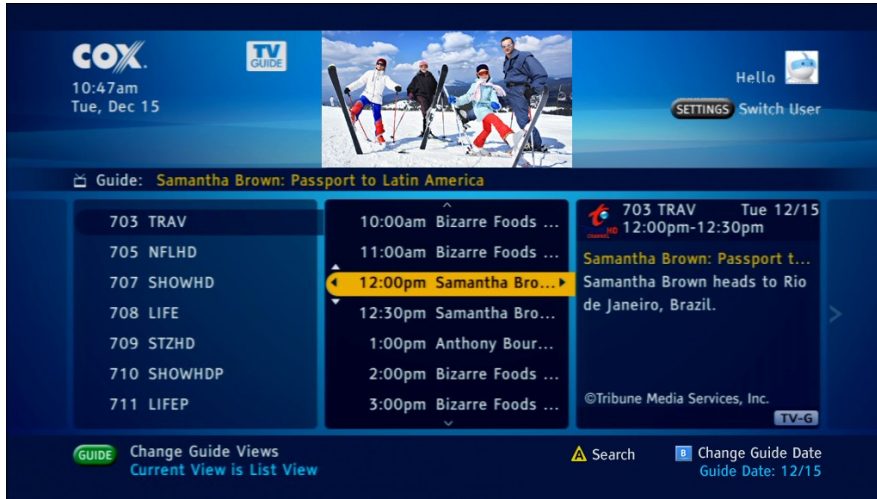 COX.
TV
GUIDE
10:47am
Tue, Dec 15
Hello
SETTINGS Switch User
Guide: Samantha Brown: Passport to Latin America
703 TRAV
705 NFLHD
707 SHOWHD
708 LIFE
709 STZHD
710 SHOWHDP
711 LIFEP
10:00am Bizarre Foods ...
11:00am Bizarre Foods ...
12:00pm Samantha Bro...
12:30pm Samantha Bro...
1:00pm Anthony Bour...
2:00pm Bizarre Foods ...
3:00pm Bizarre Foods ...
703 TRAV Tue 12/15
HD 12:00pm-12:30pm
Samantha Brown: Passport t...
Samantha Brown heads to Rio
de Janeiro, Brazil.
©Tribune Media Services, Inc.
TV-G
GUIDE Change Guide Views
Current View is List View
A Search
B Change Guide Date
Guide Date: 12/15